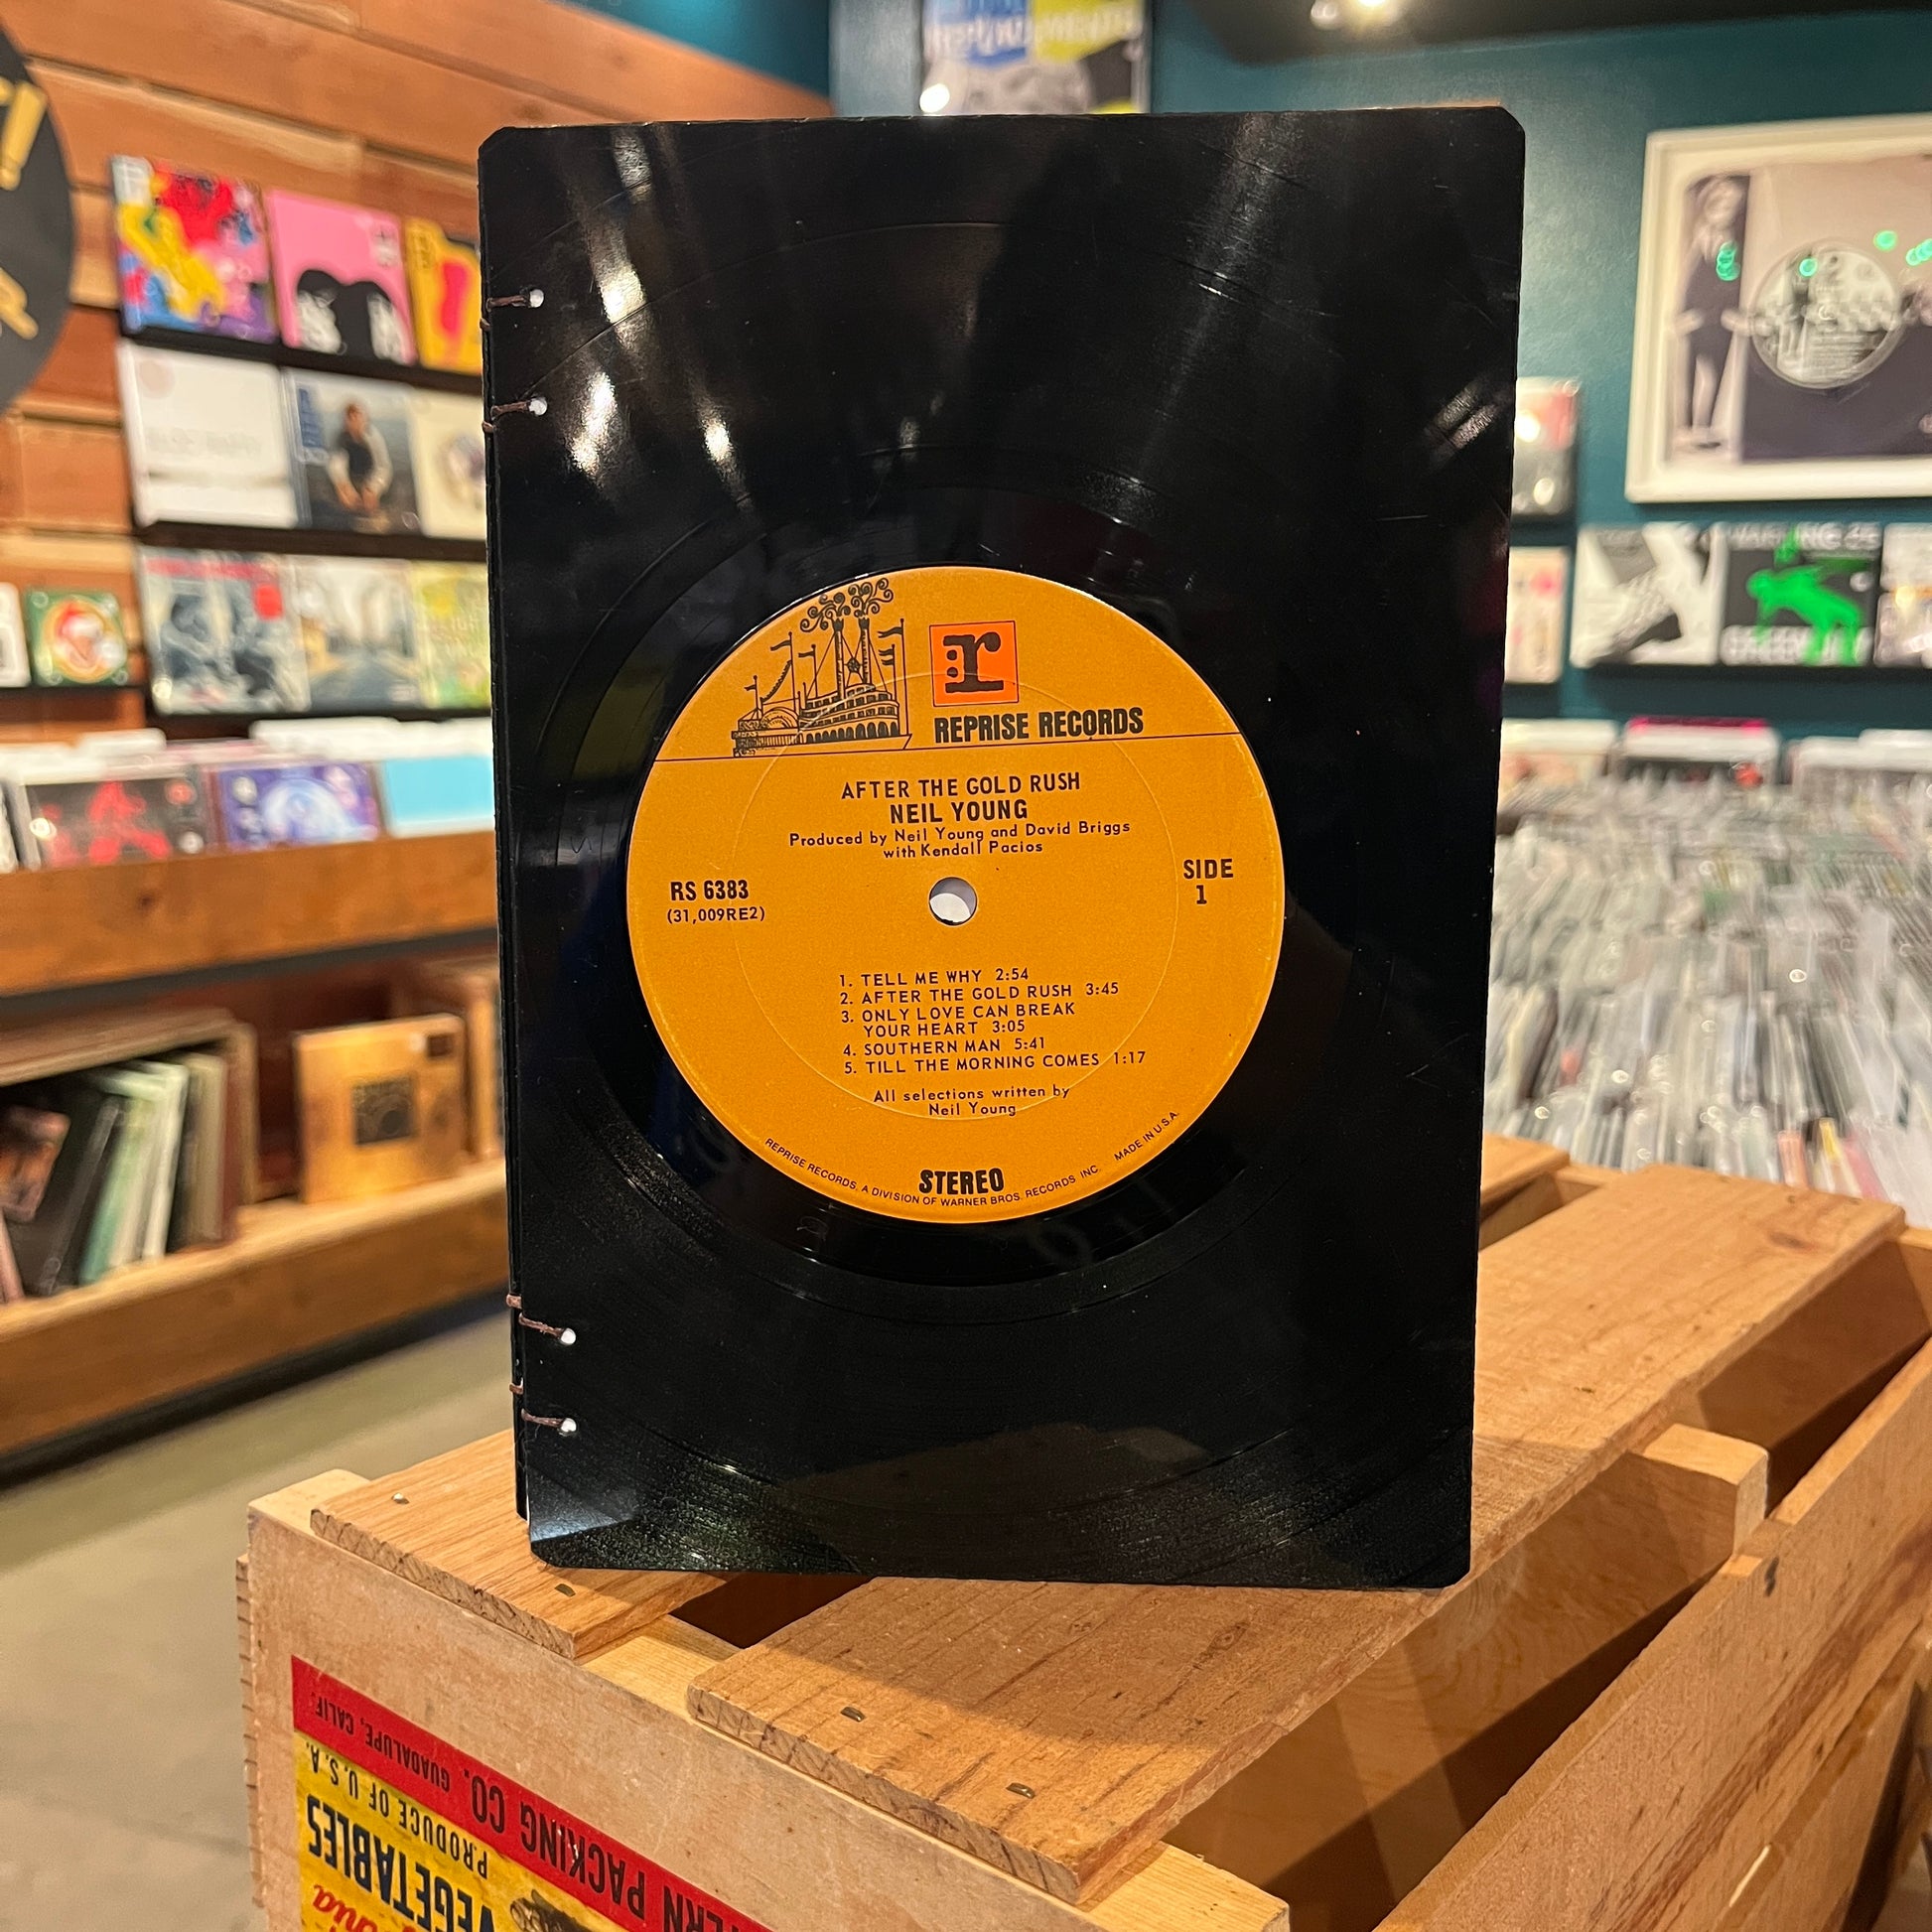 r
REPRISE RECORDS
AFTER THE GOLD RUSH
NEIL YOUNG
Produced by Neil Young and David Briggs
with Kendall Pacios
RS 6383
(31,009RE2)
SIDE
1
1. TELL ME WHY 2:54
2. AFTER THE GOLD RUSH 3:45
3. ONLY LOVE CAN BREAK
YOUR HEART 3:05
4. SOUTHERN MAN 5:41
5. TILL THE MORNING COMES 1:17
All selections written by
Neil Young
STEREO
REPRISE RECORDS, A DIVISION OF WARNER BROS. RECORDS INC. MADE IN U.S.A.
PACKING CO. GUADALUPE, CALIF.
PRODUCE OF U.S.A.
VEGETABLES